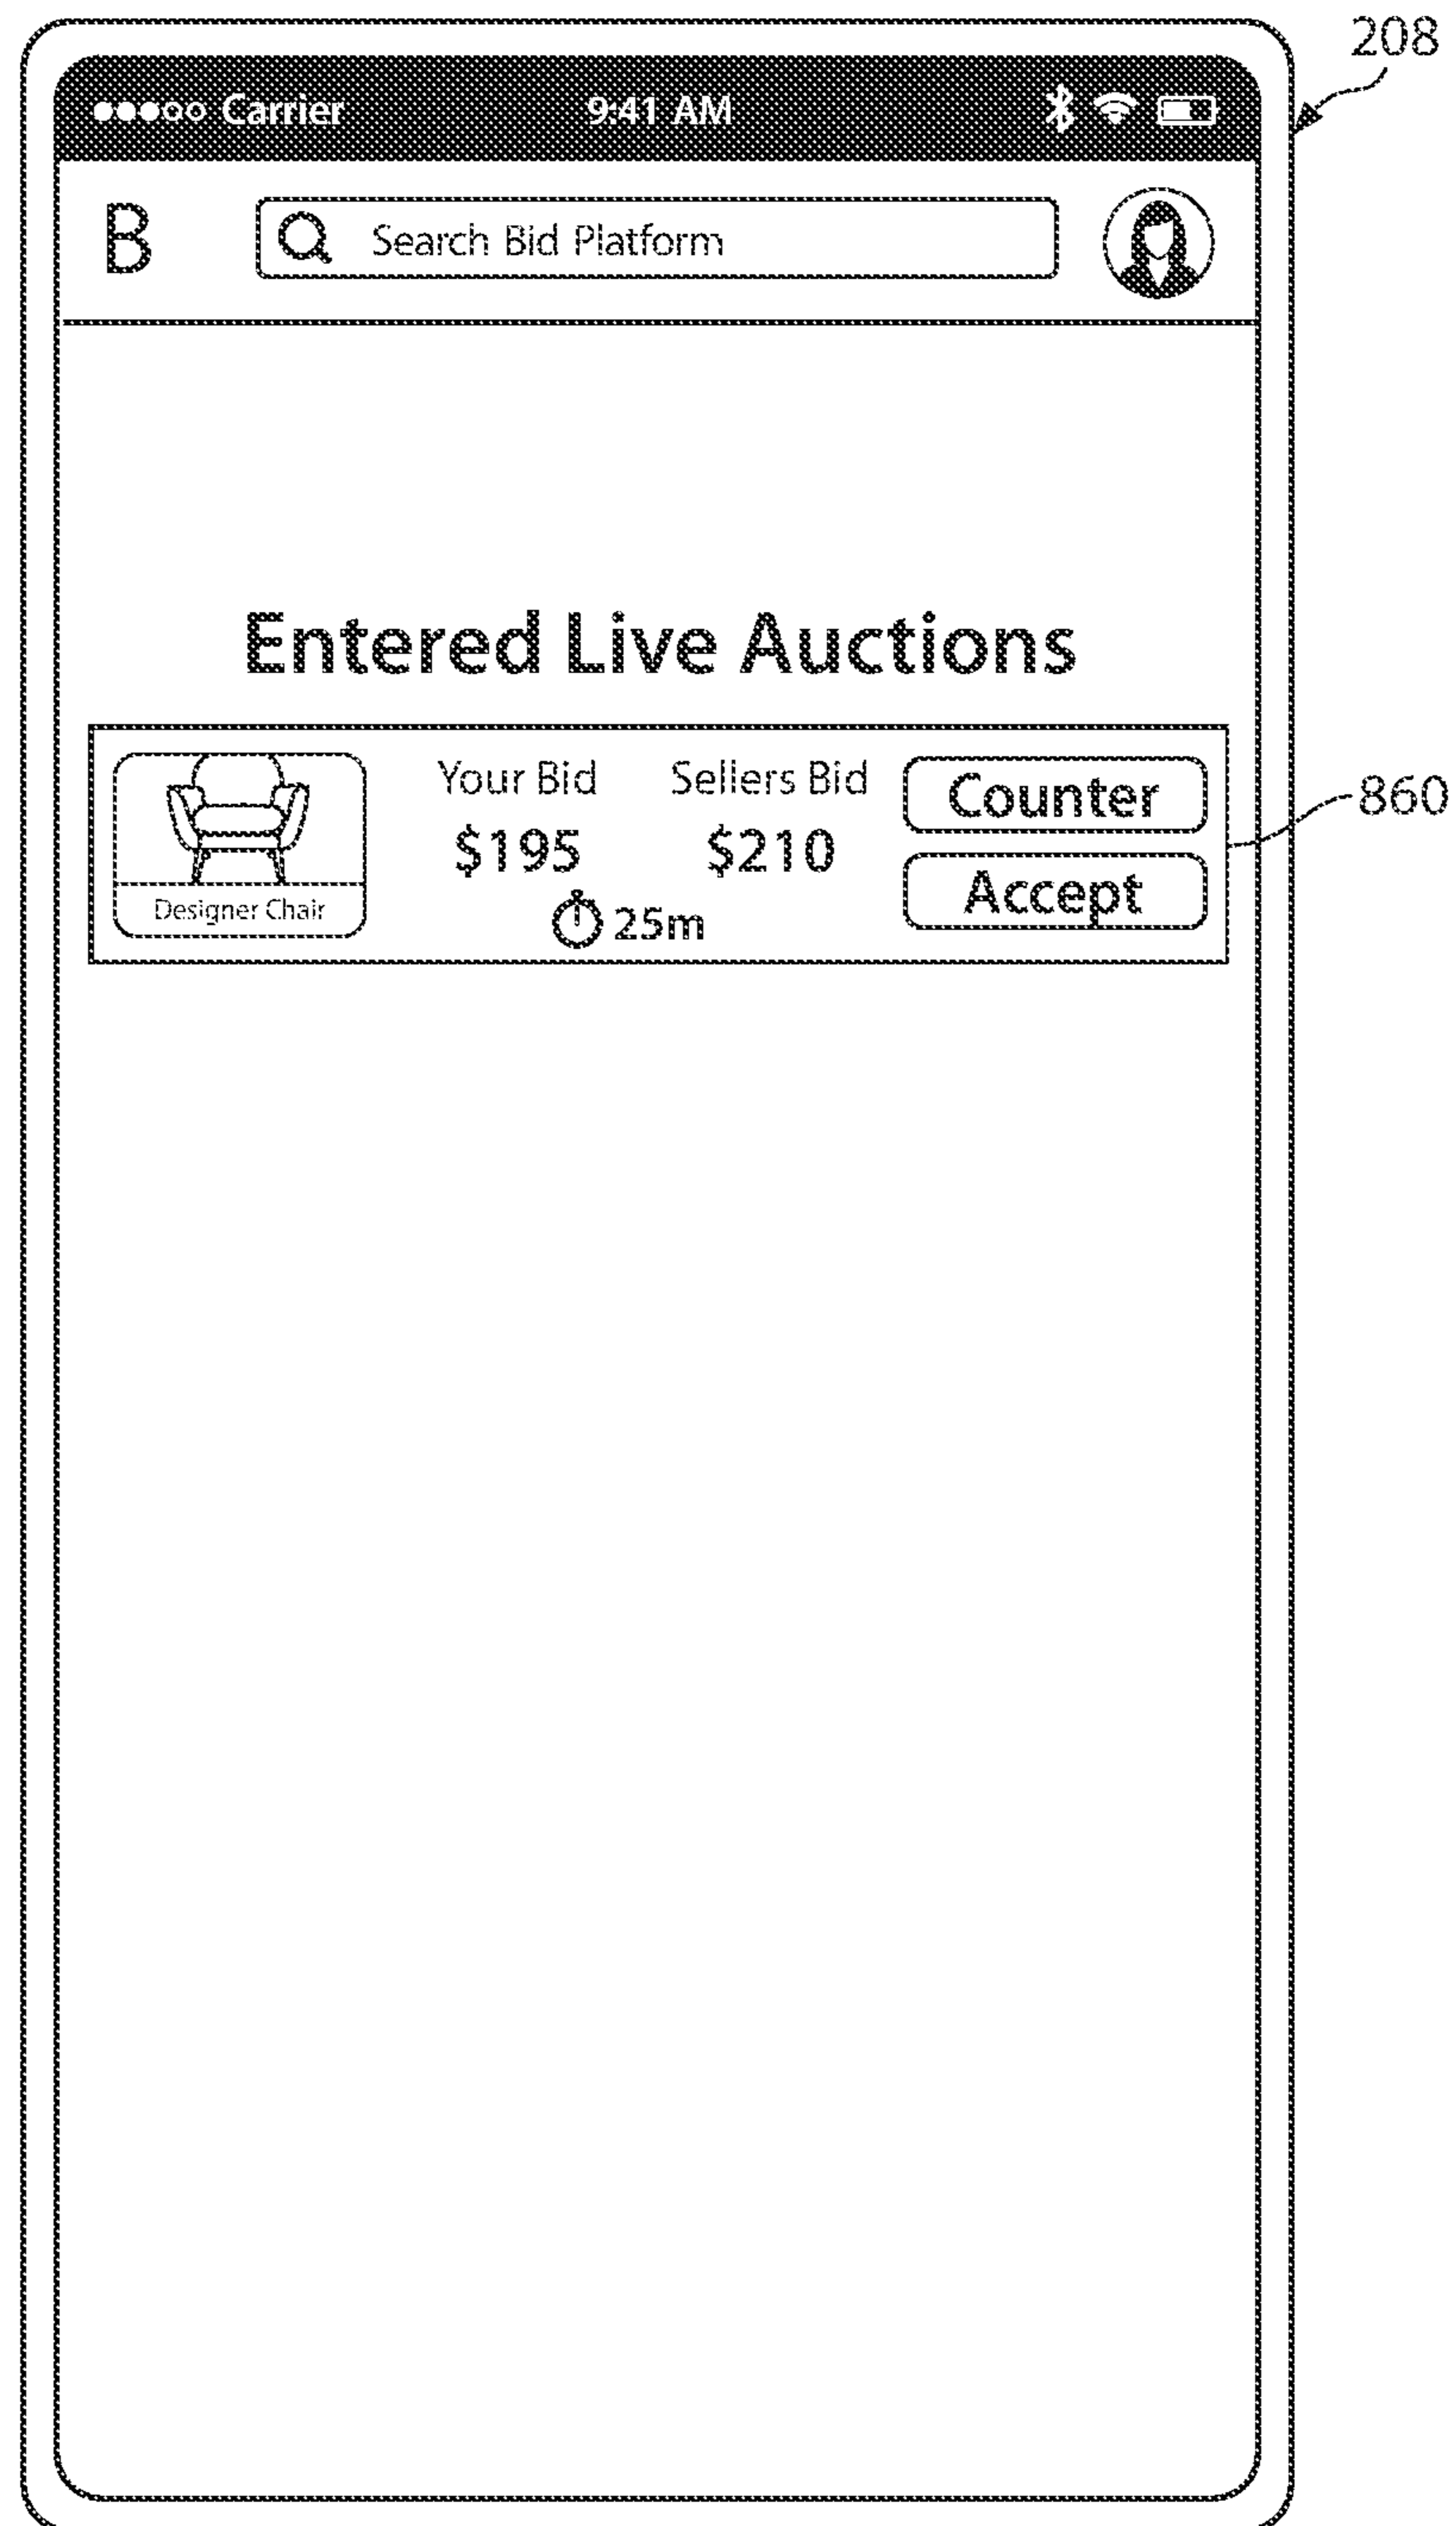 208
Carrier 9:41 AM
B Search Bid Platform
Entered Live Auctions
Your Bid Sellers Bid Counter
860
$195 $210
Accept
Designer Chair
25m